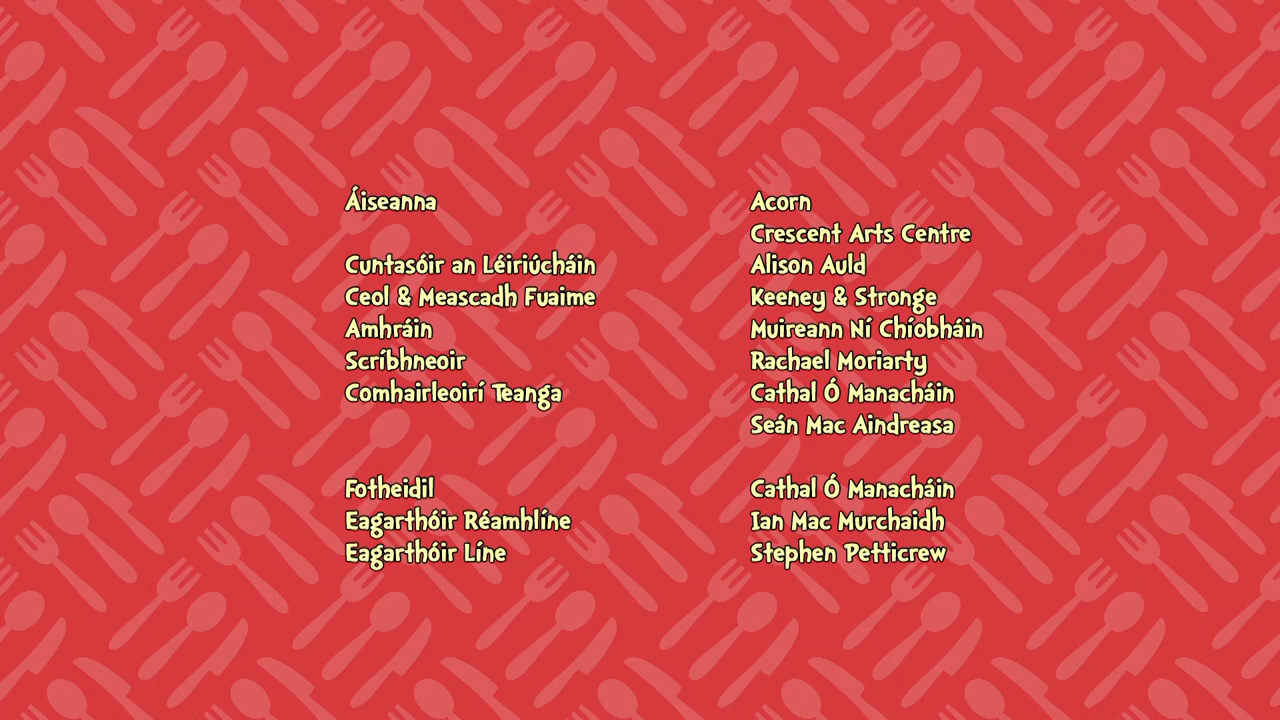 Áiseanna Acorn
Crescent Arts Centre
Cuntasóir an Léiriúcháin Alison Auld
Ceol & Meascadh Fuaime Keeney & Stronge
Amhráin Muireann Ní Chíobháin
Scríbhneoir Rachael Moriarty
Comhairleoirí Teanga Cathal Ó Manacháin
Seán Mac Aindreasa
Fotheidil Cathal Ó Manacháin
Eagarthóir Réamhlíne Ian Mac Murchaidh
Eagarthóir Líne Stephen Petticrew